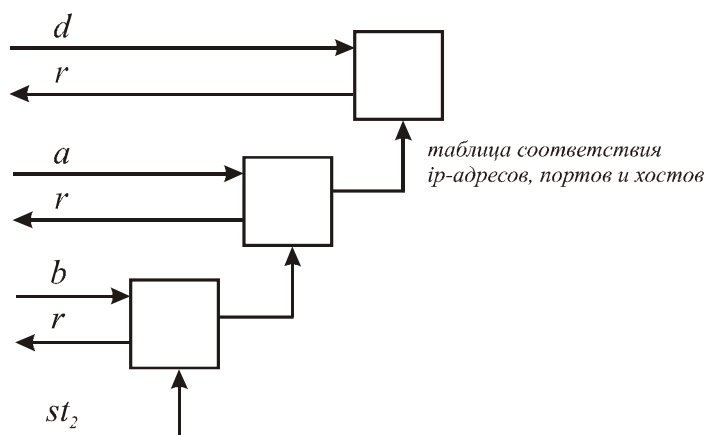 d
r
a
r
таблица соответствия
ip-адресов, портов и хостов
b
r
st₂